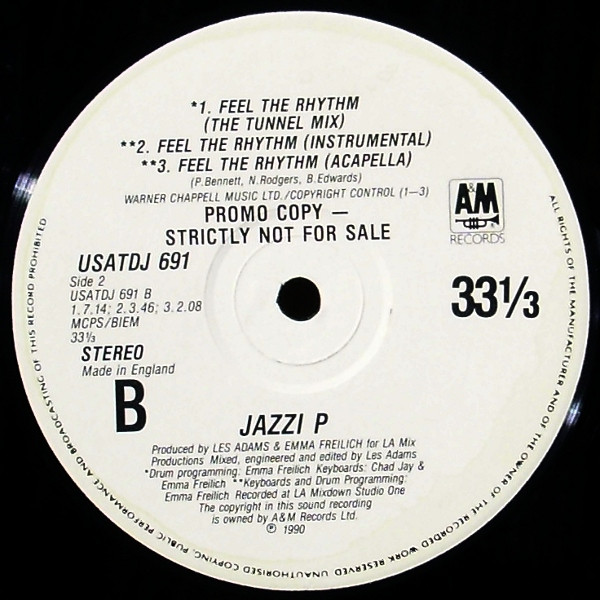 *1. FEEL THE RHYTHM
(THE TUNNEL MIX)
**2. FEEL THE RHYTHM (INSTRUMENTAL)
**3. FEEL THE RHYTHM (ACAPELLA)
(P.Bennett, N.Rodgers, B.Edwards)
WARNER CHAPPELL MUSIC LTD./COPYRIGHT CONTROL (1—3)
PROMO COPY —
STRICTLY NOT FOR SALE
A&M
RECORDS
USATDJ 691
Side 2
USATDJ 691 B
1.7.14; 2.3.46; 3.2.08
MCPS/BIEM
33⅓
STEREO
Made in England
B
33⅓
JAZZI P
Produced by LES ADAMS & EMMA FREILICH for LA Mix
Productions Mixed, engineered and edited by Les Adams
*Drum programming: Emma Freilich Keyboards: Chad Jay &
Emma Freilich **Keyboards and Drum Programming:
Emma Freilich Recorded at LA Mixdown Studio One
The copyright in this sound recording
is owned by A&M Records Ltd.
℗ 1990
ALL RIGHTS OF THE MANUFACTURER AND OF THE OWNER OF THE RECORDED WORK RESERVED. UNAUTHORISED COPYING, PUBLIC PERFORMANCE AND BROADCASTING OF THIS RECORD PROHIBITED